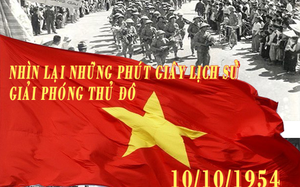 NHÌN LẠI NHỮNG PHÚT GIÂY LỊCH SỬ
GIẢI PHÓNG THỦ ĐÔ
10/10/1954